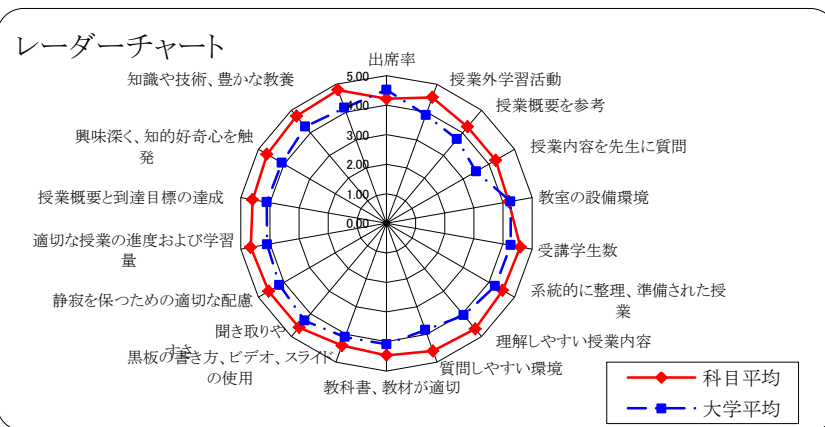 レーダーチャート
出席率
授業外学習活動
授業概要を参考
授業内容を先生に質問
教室の設備環境
受講学生数
系統的に整理、準備された授
業
理解しやすい授業内容
質問しやすい環境
教科書、教材が適切
黒板の書き方、ビデオ、スライド
の使用
聞き取りや
すさ
静寂を保つための適切な配慮
適切な授業の進度および学習
量
授業概要と到達目標の達成
興味深く、知的好奇心を触
発
知識や技術、豊かな教養
5.00
4.00
3.00
2.00
1.00
0.00
科目平均
大学平均